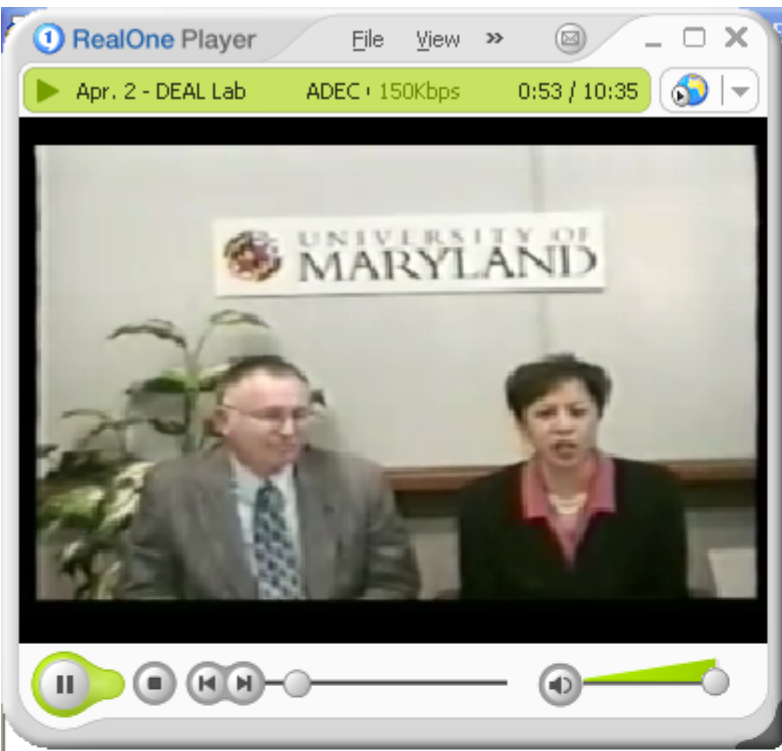 RealOne Player File View »
Apr. 2 - DEAL Lab ADEC 150Kbps 0:53 / 10:35
UNIVERSITY OF
MARYLAND